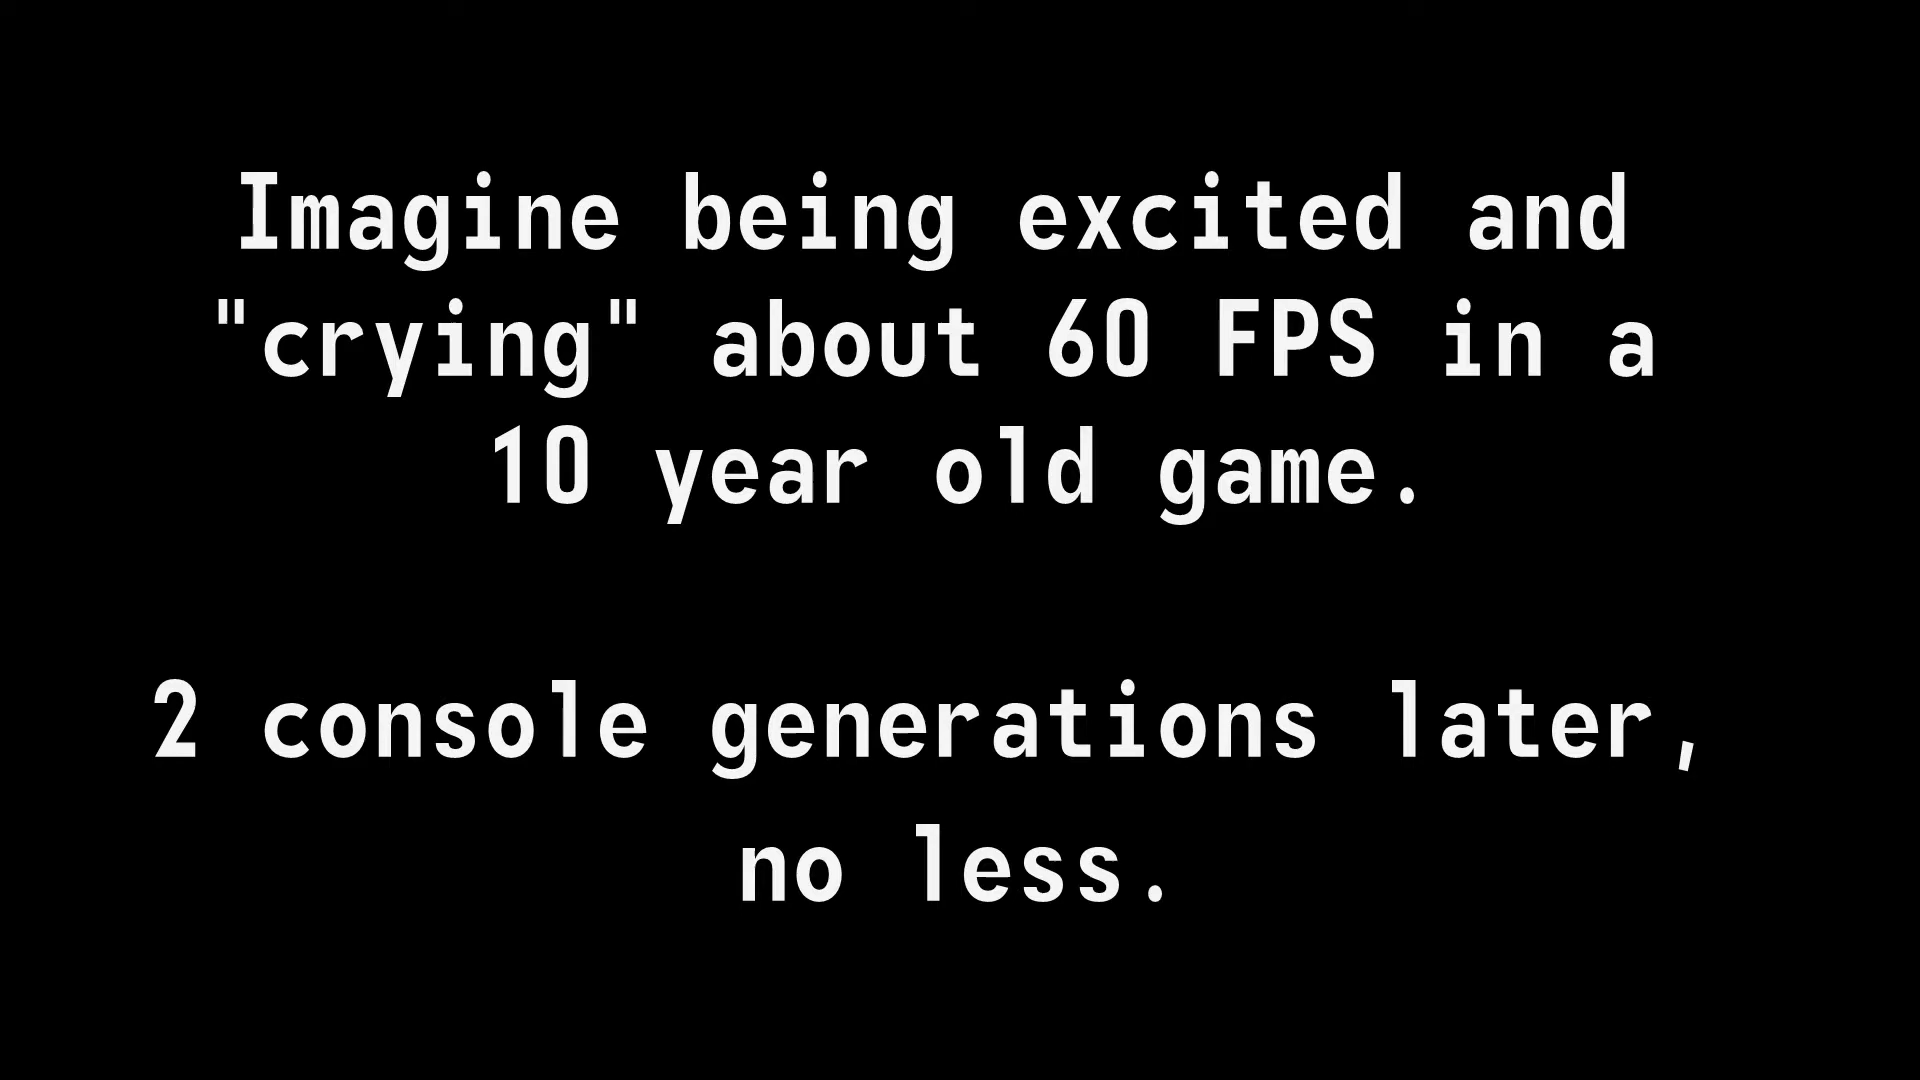 Imagine being excited and
"crying" about 60 FPS in a
10 year old game.
2 console generations later,
no less.